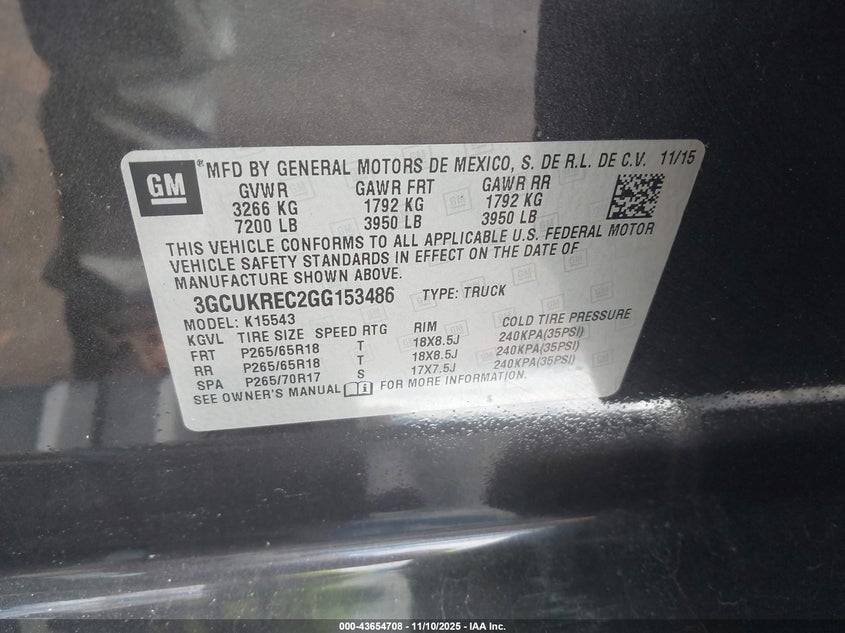 GM
® MFD BY GENERAL MOTORS DE MEXICO, S. DE R.L. DE C.V. 11/15
GVWR GAWR FRT GAWR RR
3266 KG 1792 KG 1792 KG
7200 LB 3950 LB 3950 LB
THIS VEHICLE CONFORMS TO ALL APPLICABLE U.S. FEDERAL MOTOR
VEHICLE SAFETY STANDARDS IN EFFECT ON THE DATE OF
MANUFACTURE SHOWN ABOVE.
3GCUKREC2GG153486 TYPE: TRUCK
MODEL: K15543
KGVL TIRE SIZE SPEED RTG RIM COLD TIRE PRESSURE
FRT P265/65R18 T 18X8.5J 240KPA(35PSI)
RR P265/65R18 T 18X8.5J 240KPA(35PSI)
SPA P265/70R17 S 17X7.5J 240KPA(35PSI)
SEE OWNER'S MANUAL i FOR MORE INFORMATION.
000-43654708 - 11/10/2025 - IAA Inc.